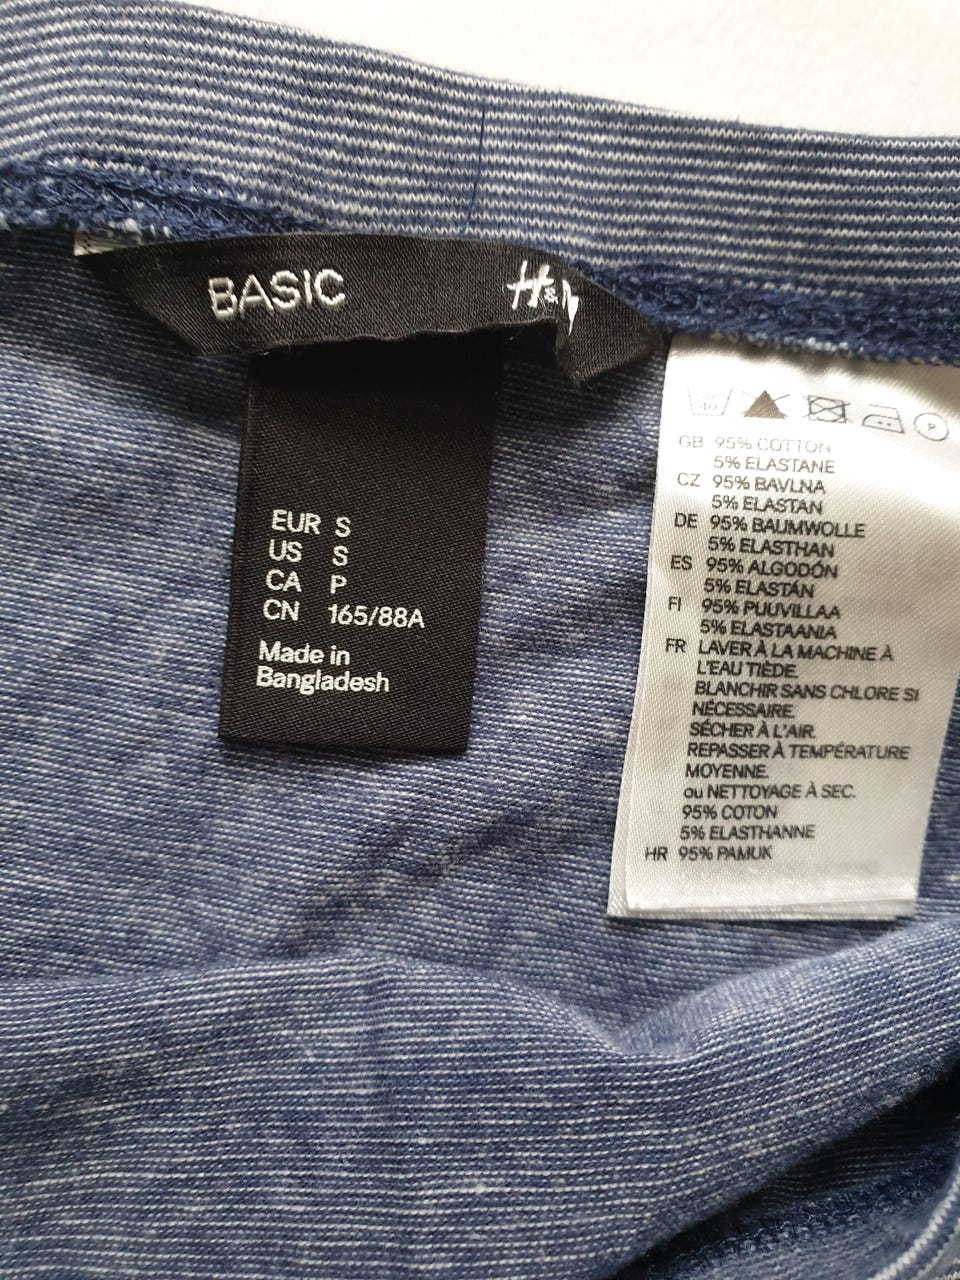 BASIC
H&M
EUR S
US S
CA P
CN 165/88A
Made in
Bangladesh
40
P
GB 95% COTTON
5% ELASTANE
CZ 95% BAVLNA
5% ELASTAN
DE 95% BAUMWOLLE
5% ELASTHAN
ES 95% ALGODÓN
5% ELASTÁN
FI 95% PUUVILLAA
5% ELASTAANIA
FR LAVER À LA MACHINE À
L'EAU TIÈDE.
BLANCHIR SANS CHLORE SI
NÉCESSAIRE.
SÉCHER À L'AIR.
REPASSER À TEMPÉRATURE
MOYENNE.
ou NETTOYAGE À SEC.
95% COTON
5% ELASTHANNE
HR 95% PAMUK